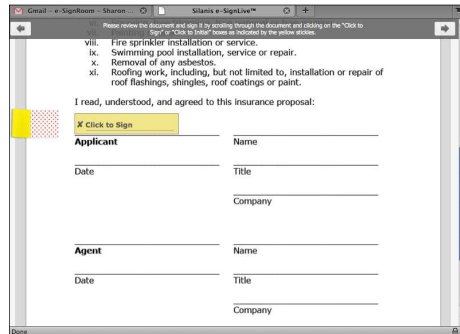 Gmail - e-SignRoom - Sharon ...
Silanis e-SignLive™
Please review the document and sign it by scrolling through the document and clicking on the "Click to
Sign" or "Click to Initial" boxes as indicated by the yellow stickies.
viii. Fire sprinkler installation or service.
ix. Swimming pool installation, service or repair.
x. Removal of any asbestos.
xi. Roofing work, including, but not limited to, installation or repair of
roof flashings, shingles, roof coatings or paint.
I read, understood, and agreed to this insurance proposal:
✗ Click to Sign
Applicant Name
Date Title
Company
Agent Name
Date Title
Company
Done